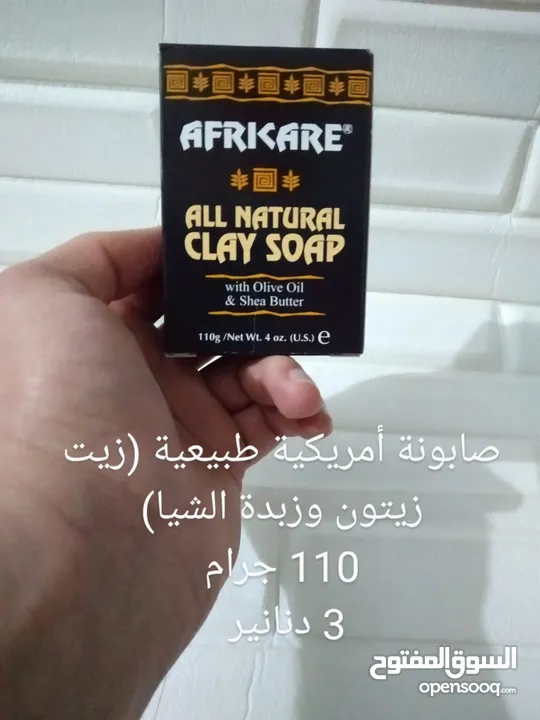 AFRICARE®
ALL NATURAL
CLAY SOAP
with Olive Oil
& Shea Butter
110g /Net Wt. 4 oz. (U.S.) e
صابونة أمريكية طبيعية (زيت
زيتون وزبدة الشيا)
110 جرام
3 دنانير
السوق المفتوح
opensooq.com